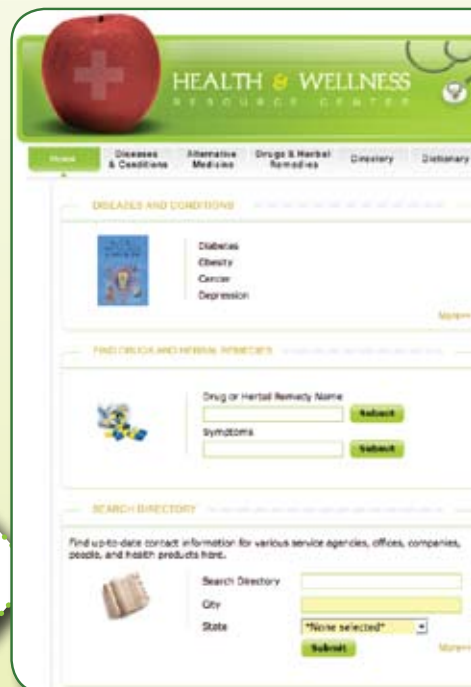 HEALTH & WELLNESS
RESOURCE CENTER
Home
Diseases
& Conditions
Alternative
Medicine
Drugs & Herbal
Remedies
Directory
Dictionary
DISEASES AND CONDITIONS
Diabetes
Obesity
Cancer
Depression
More
FIND DRUGS AND HERBAL REMEDIES
Drug or Herbal Remedy Name
Submit
Symptoms
Submit
SEARCH DIRECTORY
Find up-to-date contact information for various service agencies, offices, companies,
people, and health products here.
Search Directory
City
State
*None selected*
Submit
More